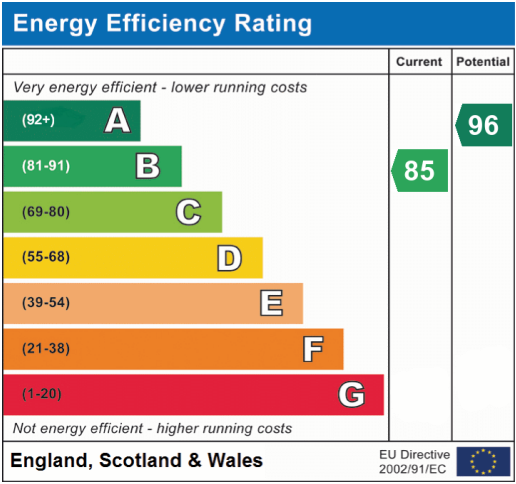 Energy Efficiency Rating
Current Potential
Very energy efficient - lower running costs
(92+) A
96
(81-91) B
85
(69-80) C
(55-68) D
(39-54) E
(21-38) F
(1-20) G
Not energy efficient - higher running costs
England, Scotland & Wales
EU Directive
2002/91/EC